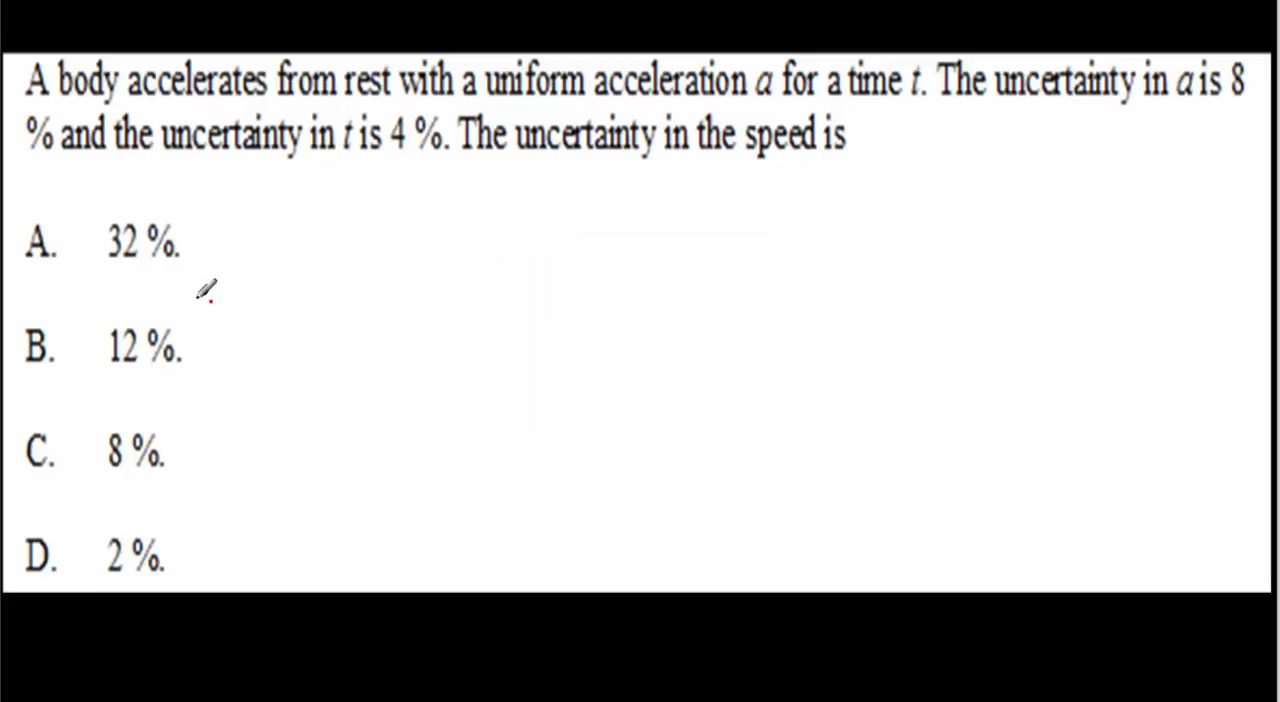 A body accelerates from rest with a uniform acceleration a for a time t. The uncertainty in a is 8
% and the uncertainty in t is 4 %. The uncertainty in the speed is
A. 32 %.
B. 12 %.
C. 8 %.
D. 2 %.